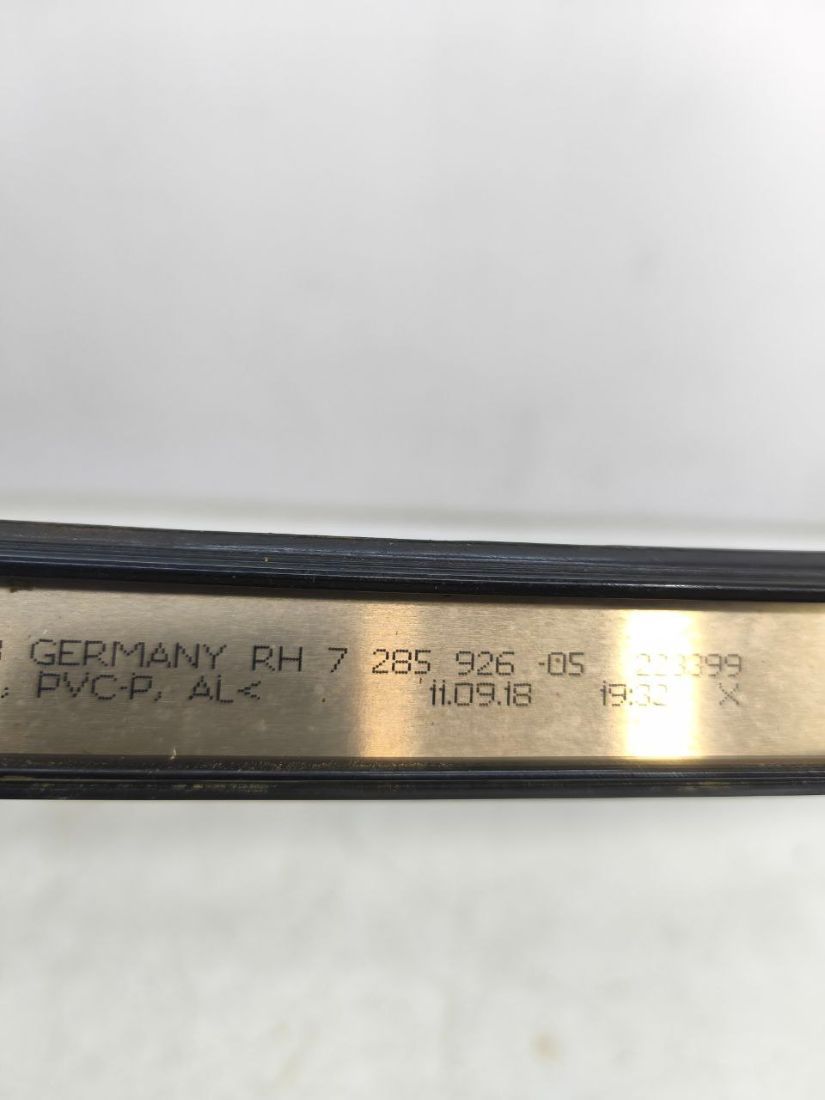 GERMANY RH 7 285 926 -05 223399
, PVC-P, AL<
11.09.18 19:32 X